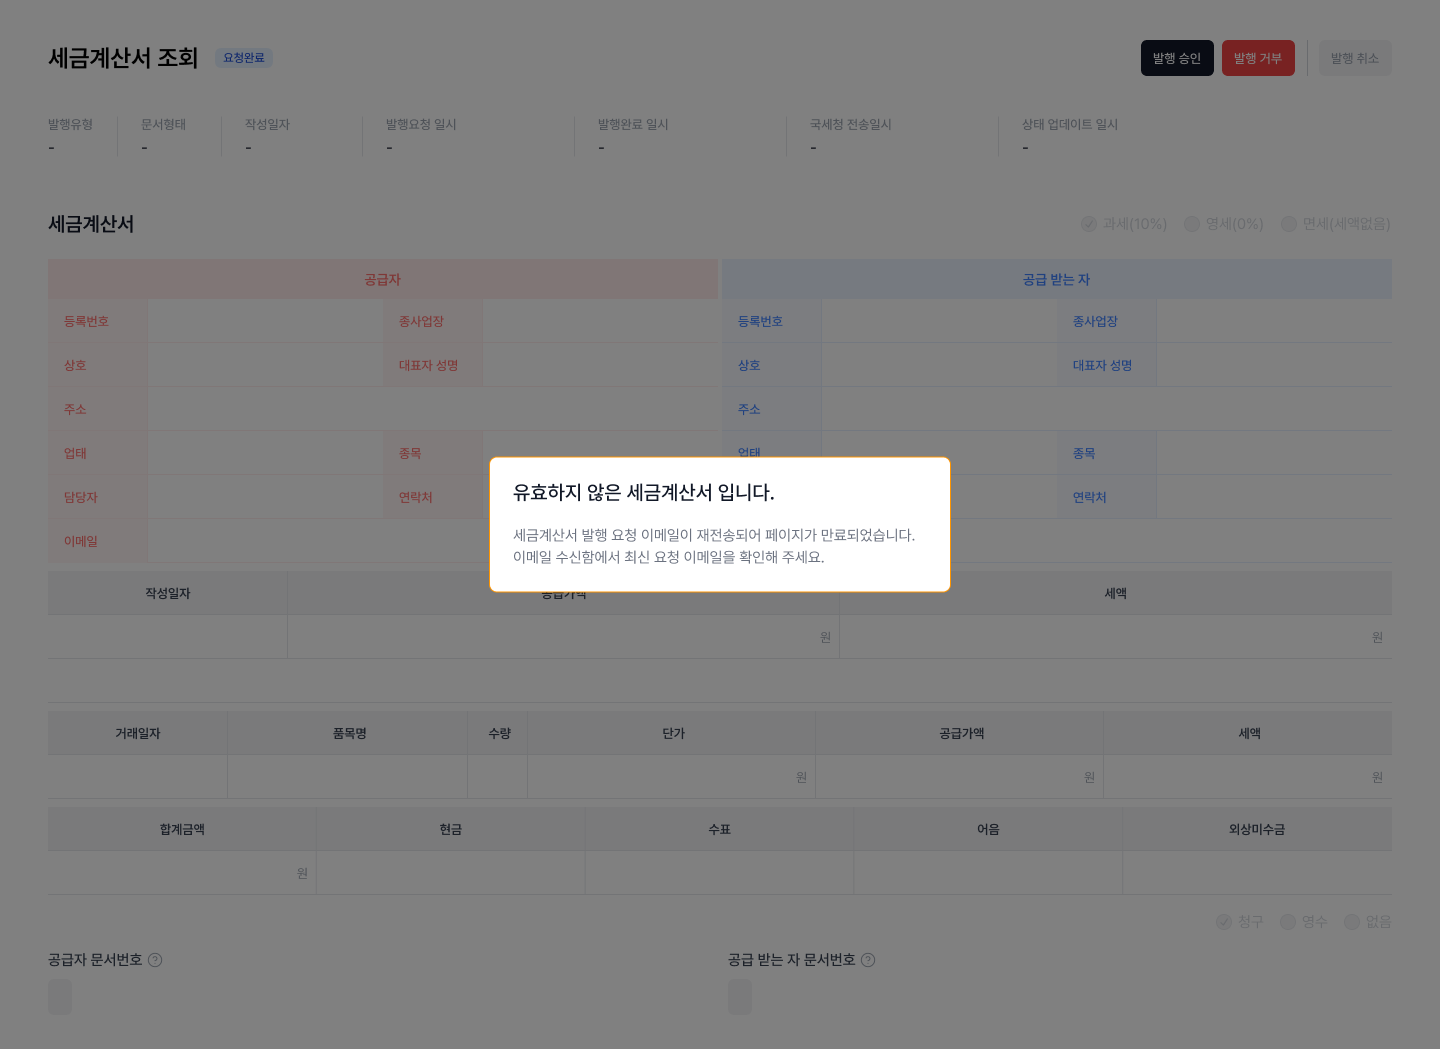 세금계산서 조회
요청완료
발행 승인
발행 거부
발행 취소
발행유형
-
문서형태
-
작성일자
-
발행요청 일시
-
발행완료 일시
-
국세청 전송일시
-
상태 업데이트 일시
-
세금계산서
과세(10%)
영세(0%)
면세(세액없음)
공급자
공급 받는 자
등록번호
종사업장
등록번호
종사업장
상호
대표자 성명
상호
대표자 성명
주소
주소
업태
종목
업태
종목
담당자
연락처
연락처
이메일
유효하지 않은 세금계산서 입니다.
세금계산서 발행 요청 이메일이 재전송되어 페이지가 만료되었습니다.
이메일 수신함에서 최신 요청 이메일을 확인해 주세요.
작성일자
공급가액
세액
원
원
거래일자
품목명
수량
단가
공급가액
세액
원
원
원
합계금액
현금
수표
어음
외상미수금
원
청구
영수
없음
공급자 문서번호 ?
공급 받는 자 문서번호 ?